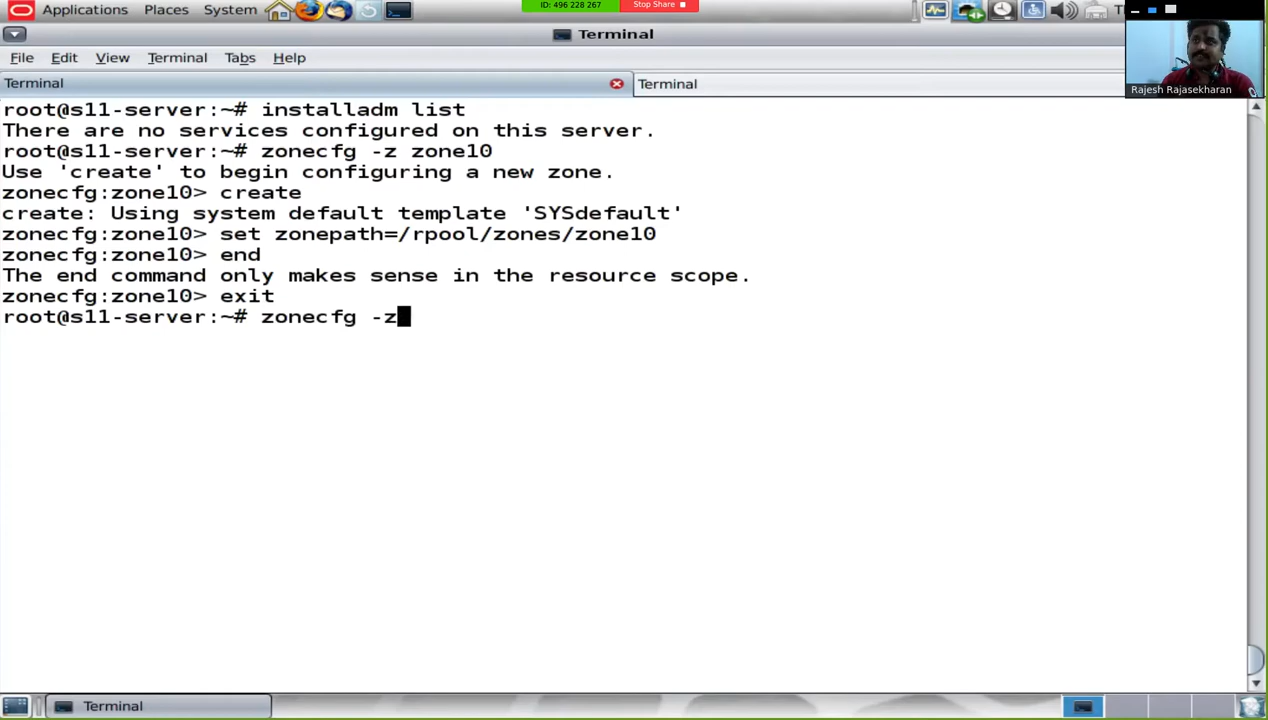 Applications Places System
ID: 496 228 267
Stop Share
Terminal
Rajesh Rajasekharan
File Edit View Terminal Tabs Help
Terminal
Terminal
root@s11-server:~# installadm list
There are no services configured on this server.
root@s11-server:~# zonecfg -z zone10
Use 'create' to begin configuring a new zone.
zonecfg:zone10> create
create: Using system default template 'SYSdefault'
zonecfg:zone10> set zonepath=/rpool/zones/zone10
zonecfg:zone10> end
The end command only makes sense in the resource scope.
zonecfg:zone10> exit
root@s11-server:~# zonecfg -z
Terminal